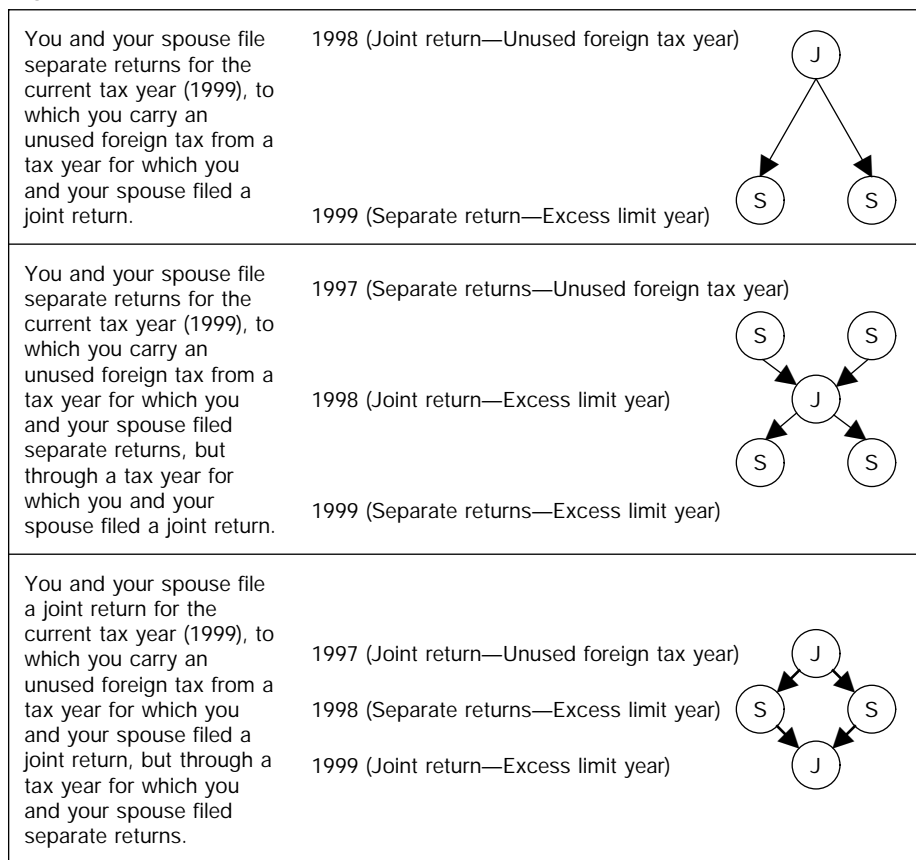 You and your spouse file
separate returns for the
current tax year (1999), to
which you carry an
unused foreign tax from a
tax year for which you
and your spouse filed a
joint return.
1998 (Joint return—Unused foreign tax year)
J
S S
1999 (Separate return—Excess limit year)
You and your spouse file
separate returns for the
current tax year (1999), to
which you carry an
unused foreign tax from a
tax year for which you
and your spouse filed
separate returns, but
through a tax year for
which you and your
spouse filed a joint return.
1997 (Separate returns—Unused foreign tax year)
S S
1998 (Joint return—Excess limit year)
J
S S
1999 (Separate returns—Excess limit year)
You and your spouse file
a joint return for the
current tax year (1999), to
which you carry an
unused foreign tax from a
tax year for which you
and your spouse filed a
joint return, but through a
tax year for which you
and your spouse filed
separate returns.
1997 (Joint return—Unused foreign tax year)
J
1998 (Separate returns—Excess limit year)
S S
1999 (Joint return—Excess limit year)
J